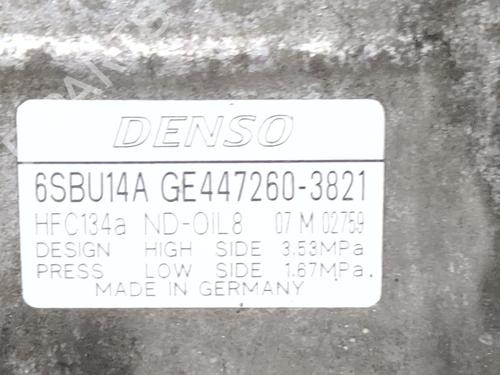 DENSO
6SBU14A GE447260-3821
HFC134a ND-OIL8 07 M 02759
DESIGN HIGH SIDE 3.53MPa
PRESS LOW SIDE 1.67MPa.
MADE IN GERMANY